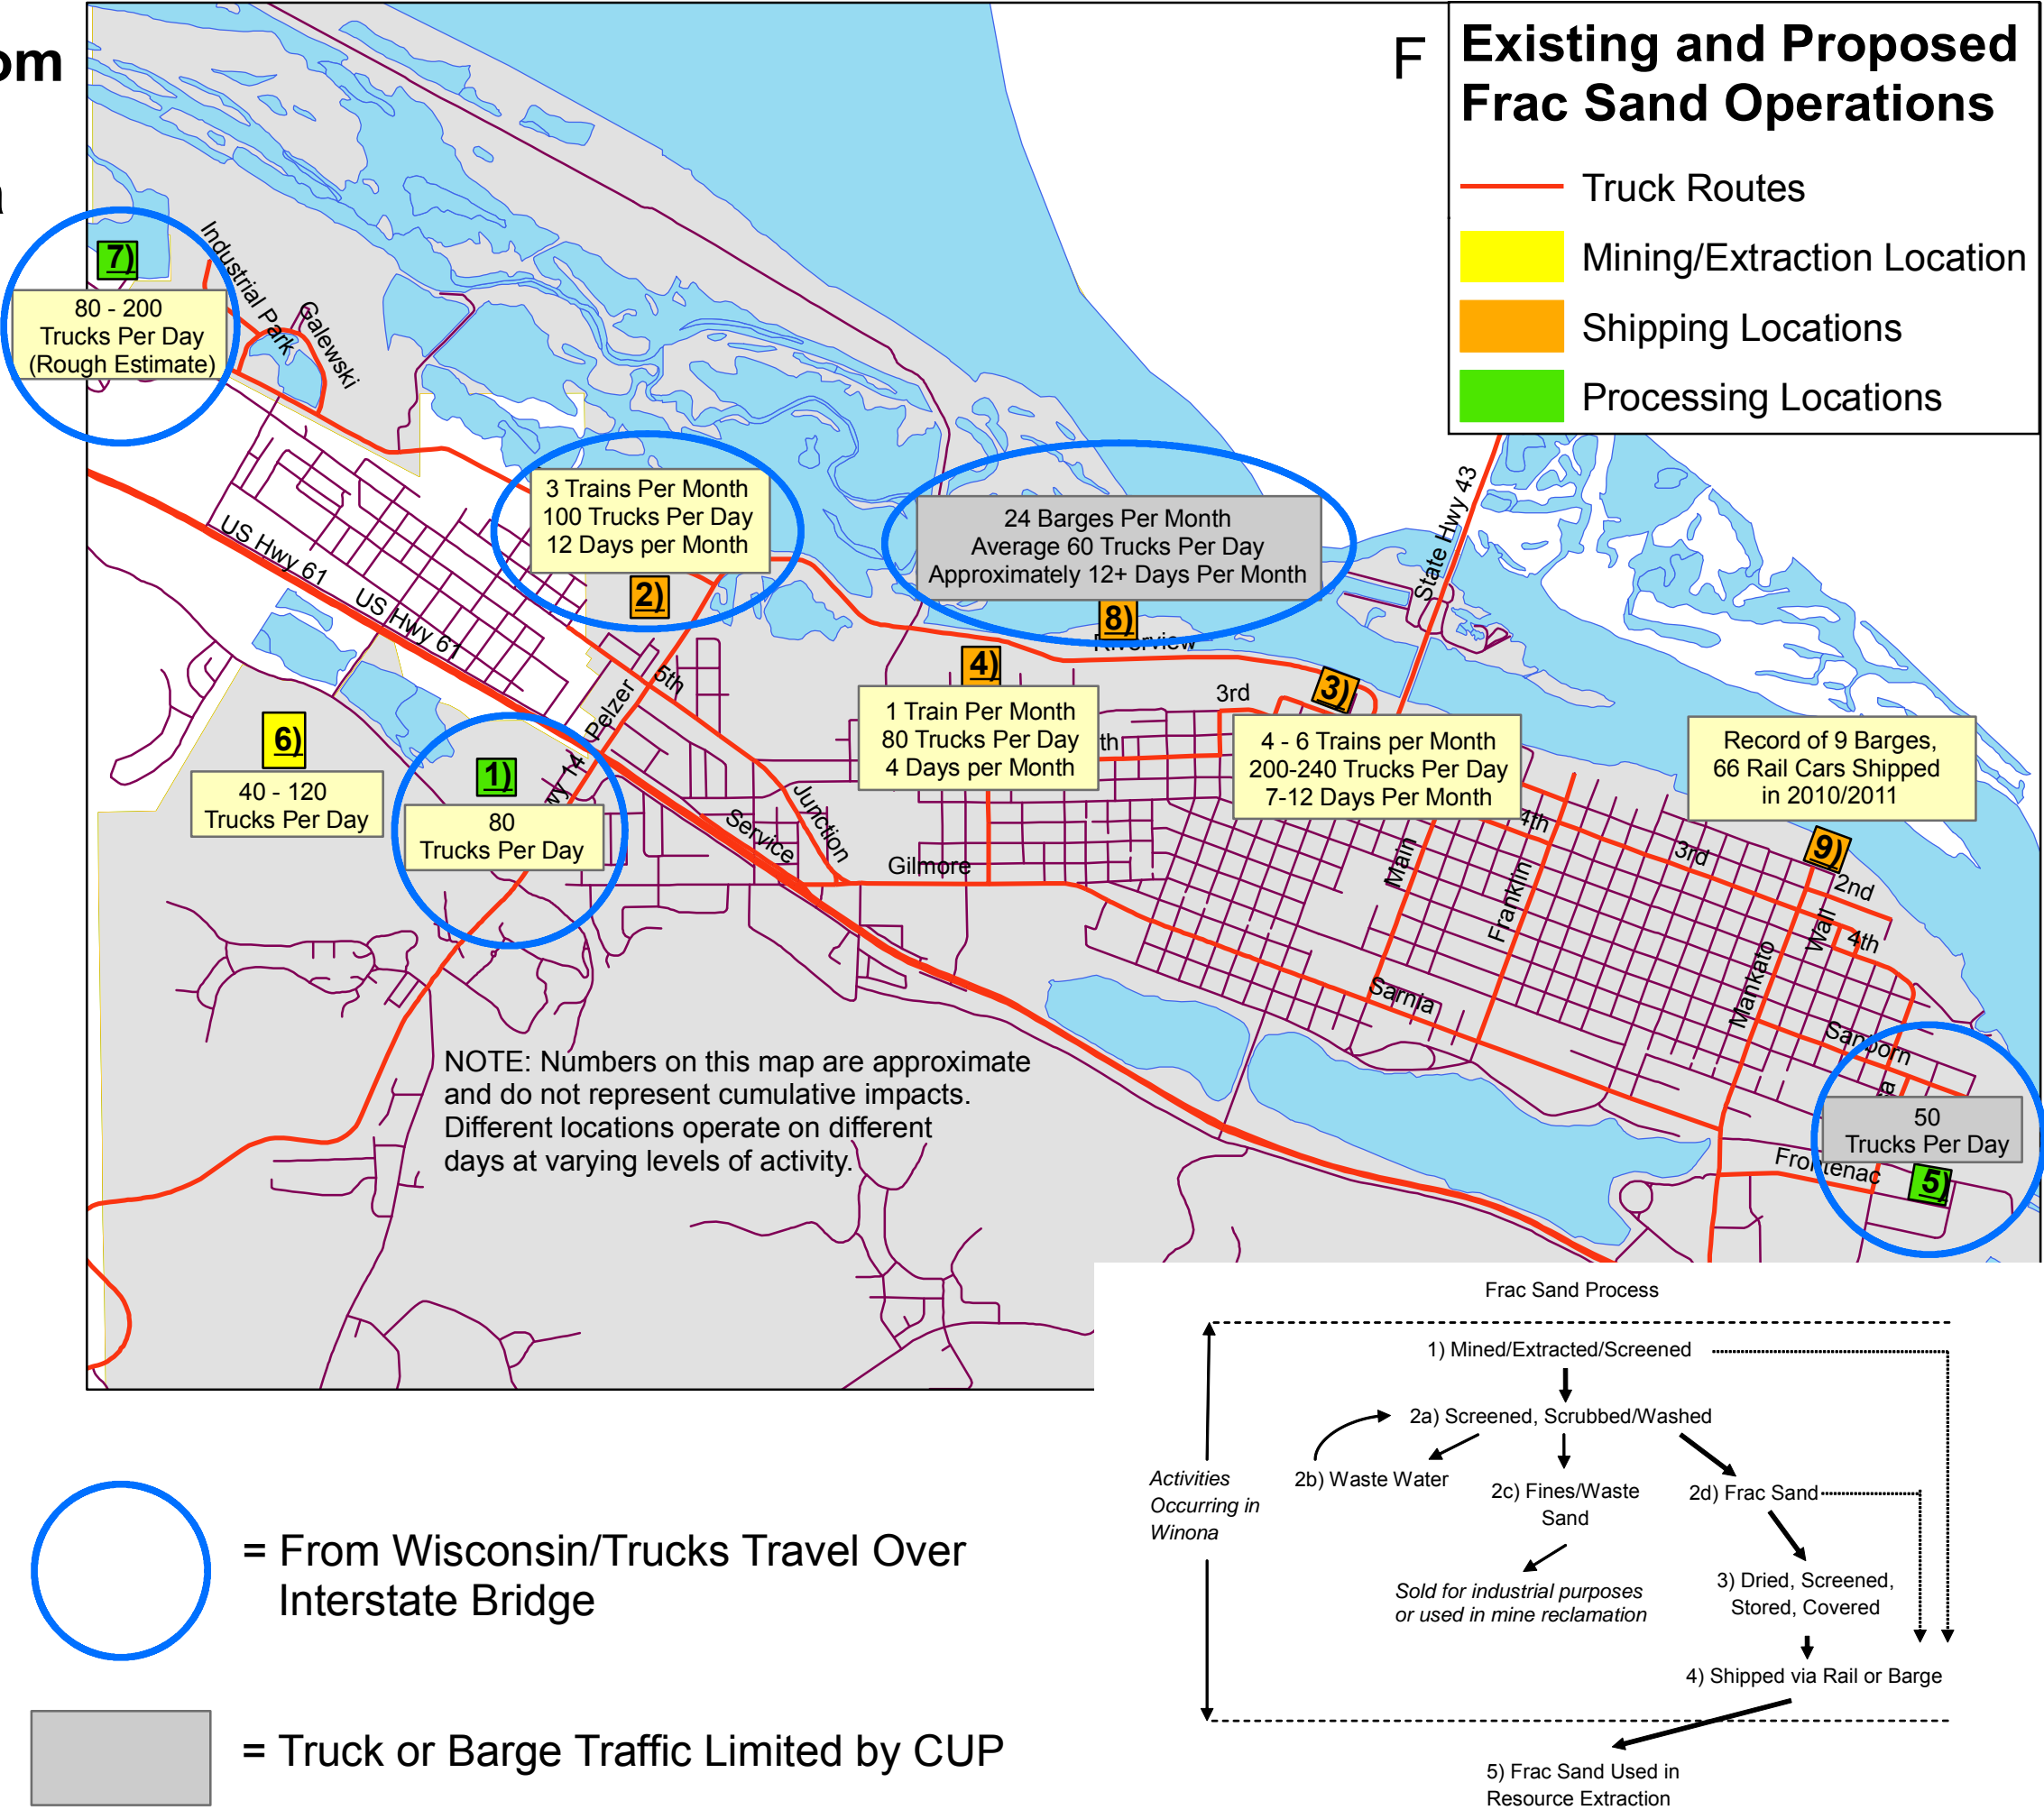 om
F
Existing and Proposed
Frac Sand Operations
Truck Routes
Mining/Extraction Location
Shipping Locations
Processing Locations
7)
80 - 200
Trucks Per Day
(Rough Estimate)
Industrial Park
Galewski
3 Trains Per Month
100 Trucks Per Day
12 Days per Month
2)
24 Barges Per Month
Average 60 Trucks Per Day
Approximately 12+ Days Per Month
8)
Riverview
State Hwy 43
US Hwy 61
US Hwy 61
5th
Pelzer
wy 14
6)
40 - 120
Trucks Per Day
1)
80
Trucks Per Day
4)
1 Train Per Month
80 Trucks Per Day
4 Days per Month
th
3rd
3)
4 - 6 Trains per Month
200-240 Trucks Per Day
7-12 Days Per Month
Record of 9 Barges,
66 Rail Cars Shipped
in 2010/2011
9)
Service
Junction
Gilmore
Main
Franklin
4th
3rd
2nd
Wall
4th
Mankato
Sarnia
Sanborn
a
50
Trucks Per Day
Frontenac
5)
NOTE: Numbers on this map are approximate
and do not represent cumulative impacts.
Different locations operate on different
days at varying levels of activity.
Frac Sand Process
1) Mined/Extracted/Screened
2a) Screened, Scrubbed/Washed
2b) Waste Water
2c) Fines/Waste
Sand
2d) Frac Sand
Activities
Occurring in
Winona
Sold for industrial purposes
or used in mine reclamation
3) Dried, Screened,
Stored, Covered
4) Shipped via Rail or Barge
5) Frac Sand Used in
Resource Extraction
= From Wisconsin/Trucks Travel Over
Interstate Bridge
= Truck or Barge Traffic Limited by CUP